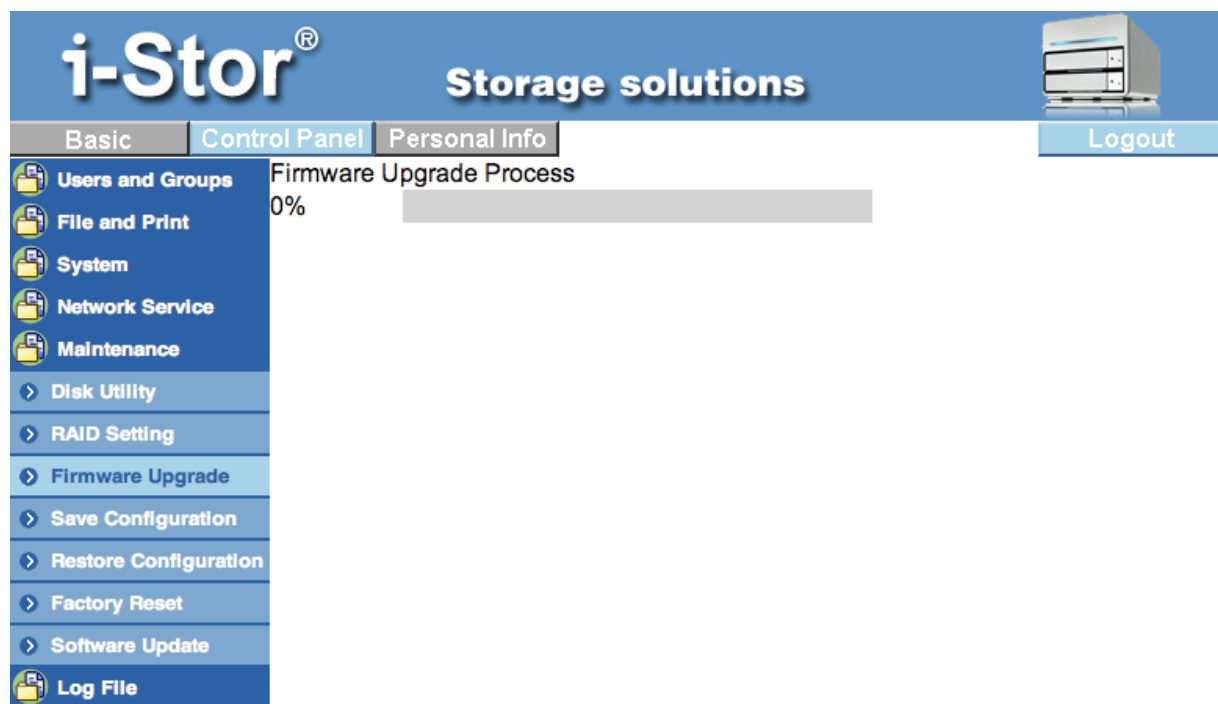 i-Stor®
Storage solutions
Basic Control Panel Personal Info Logout
Users and Groups
File and Print
System
Network Service
Maintenance
Disk Utility
RAID Setting
Firmware Upgrade
Save Configuration
Restore Configuration
Factory Reset
Software Update
Log File
Firmware Upgrade Process
0%